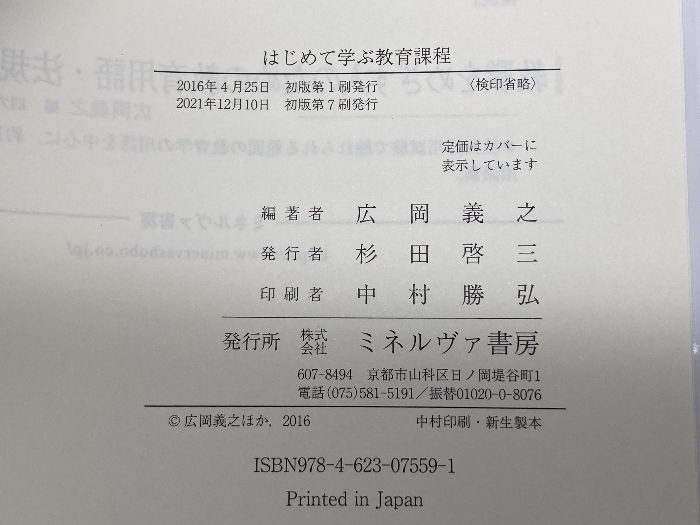 はじめて学ぶ教育課程
2016年4月25日 初版第1刷発行 〈検印省略〉
2021年12月10日 初版第7刷発行
定価はカバーに
表示しています
編著者 広岡義之
発行者 杉田啓三
印刷者 中村勝弘
発行所 株式会社 ミネルヴァ書房
607-8494 京都市山科区日ノ岡堤谷町1
電話(075)581-5191／振替01020-0-8076
©広岡義之ほか, 2016 中村印刷・新生製本
ISBN978-4-623-07559-1
Printed in Japan